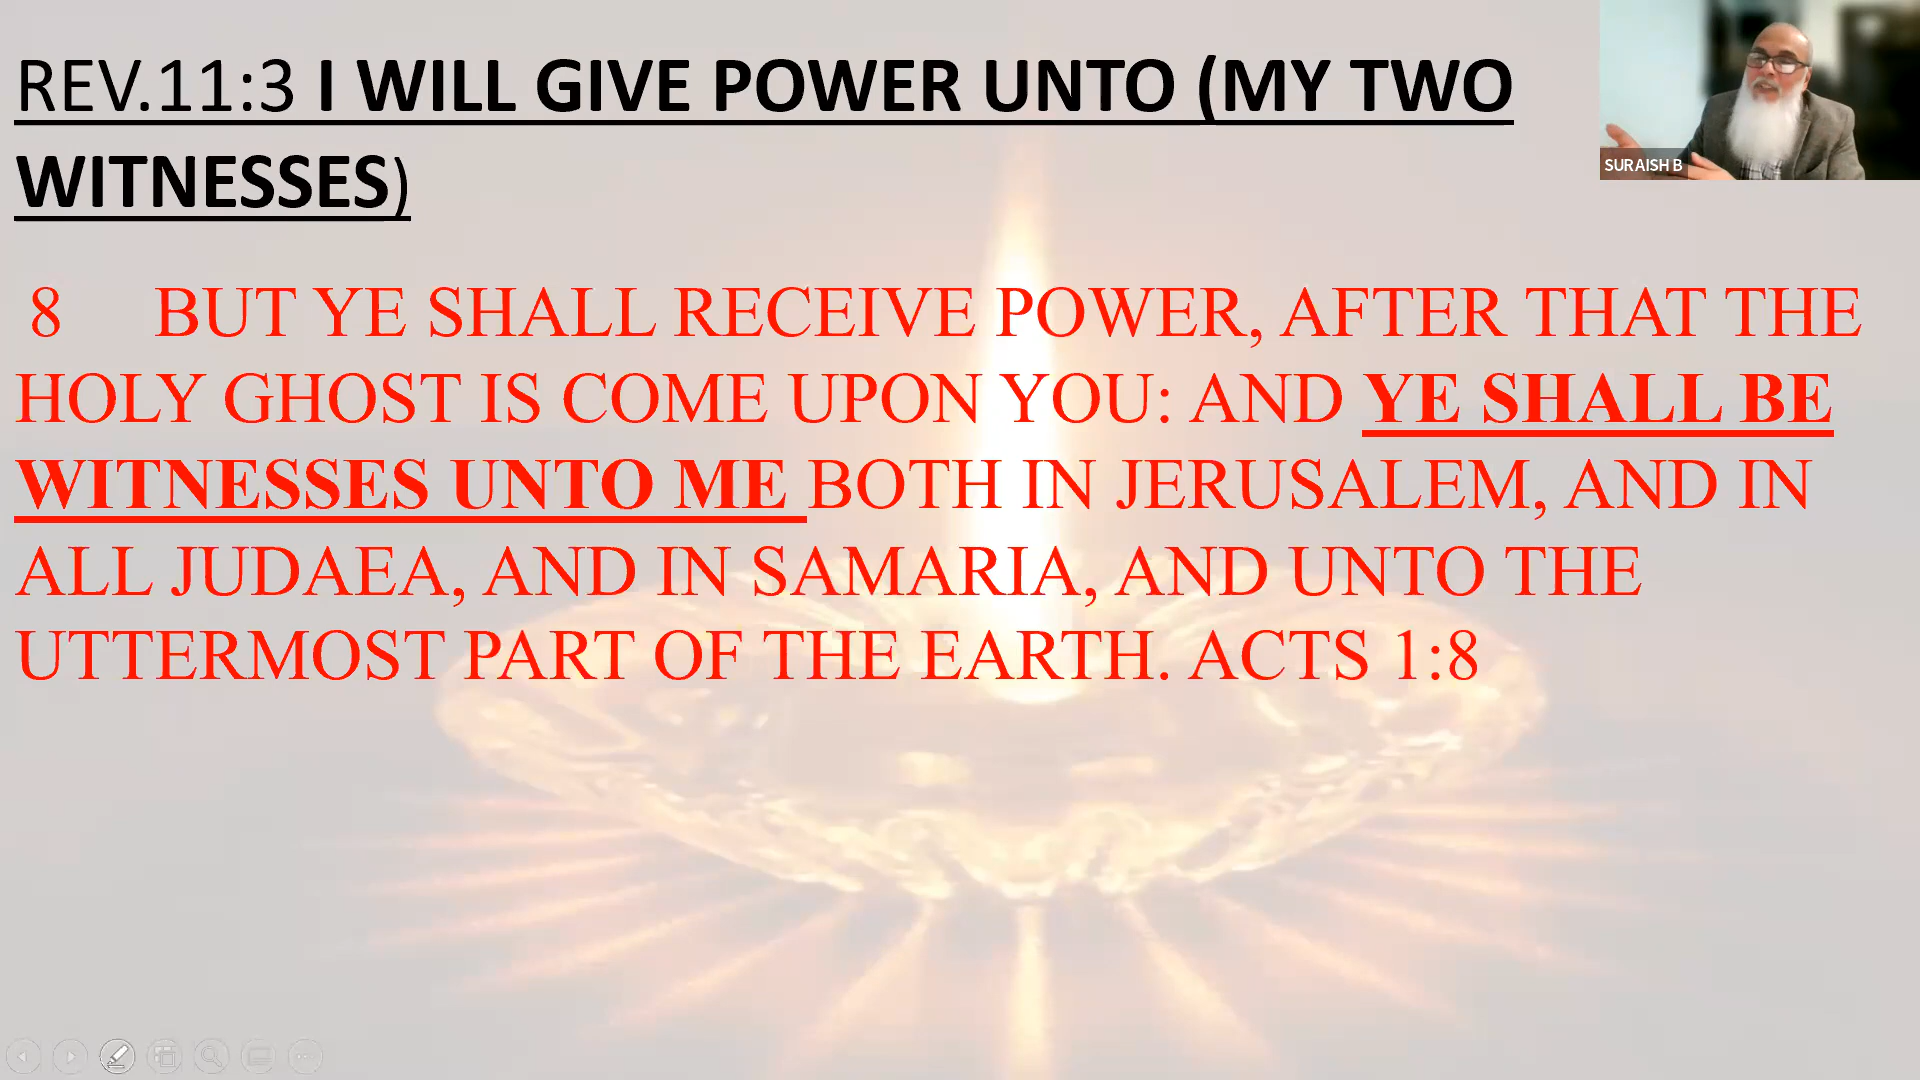 REV.11:3 I WILL GIVE POWER UNTO (MY TWO
WITNESSES)
SURAISH B
8 BUT YE SHALL RECEIVE POWER, AFTER THAT THE
HOLY GHOST IS COME UPON YOU: AND YE SHALL BE
WITNESSES UNTO ME BOTH IN JERUSALEM, AND IN
ALL JUDAEA, AND IN SAMARIA, AND UNTO THE
UTTERMOST PART OF THE EARTH. ACTS 1:8